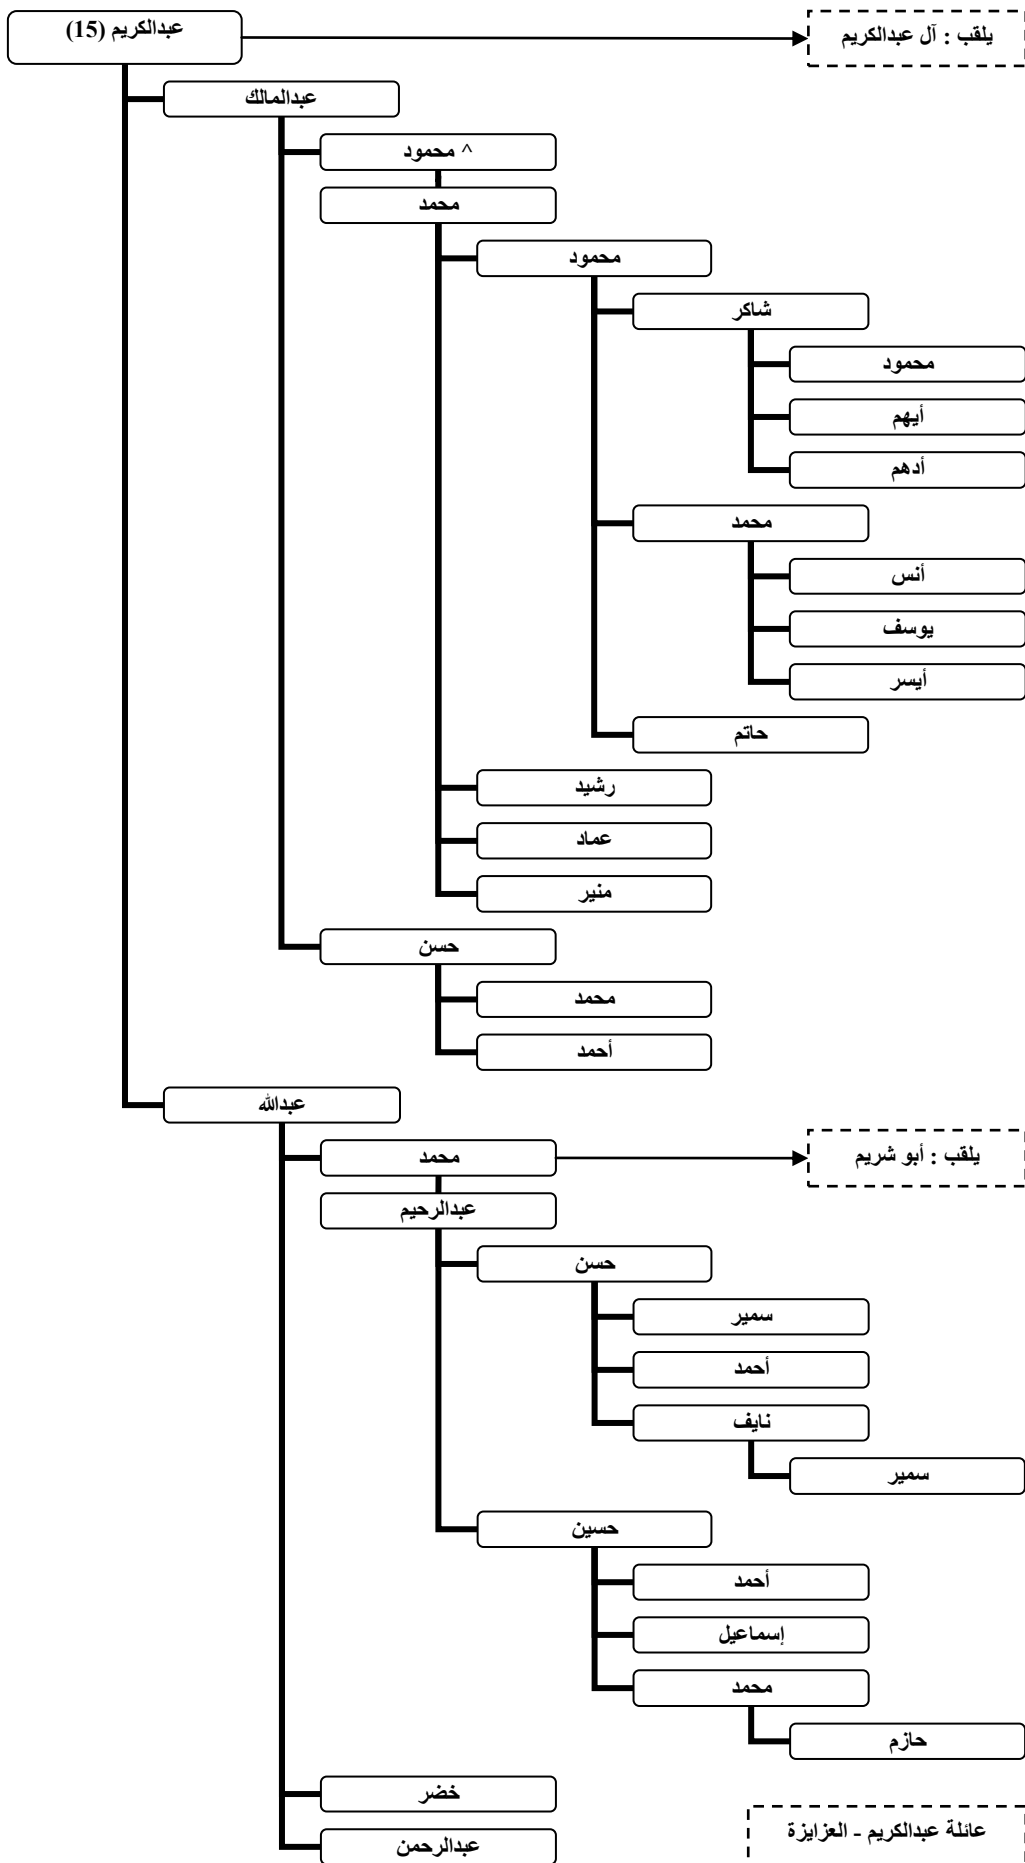 عبدالكريم (15)
يلقب : آل عبدالكريم
عبدالمالك
محمود ^
محمد
محمود
شاكر
محمود
أيهم
أدهم
محمد
أنس
يوسف
أيسر
حاتم
رشيد
عماد
منير
حسن
محمد
أحمد
عبدالله
محمد
يلقب : أبو شريم
عبدالرحيم
حسن
سمير
أحمد
نايف
سمير
حسين
أحمد
إسماعيل
محمد
حازم
خضر
عائلة عبدالكريم - العزايزة
عبدالرحمن